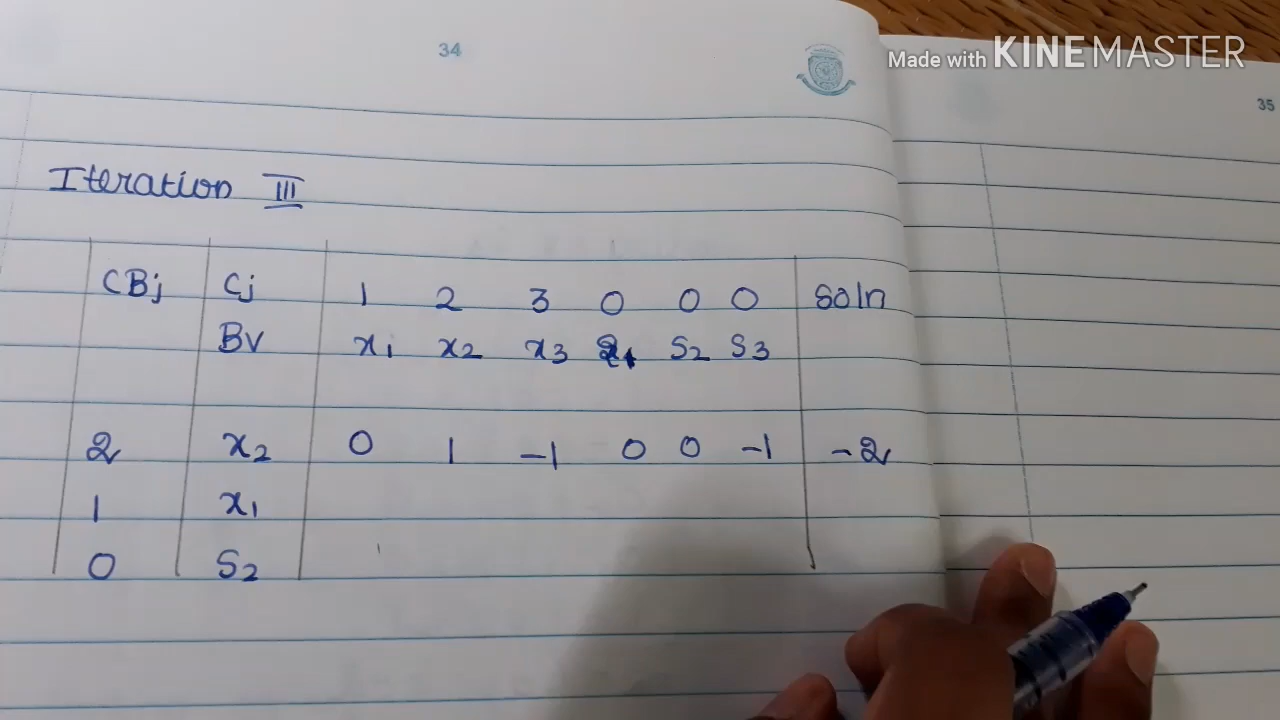 34
Made with KINEMASTER
35
Iteration III
CBj Cj 1 2 3 0 0 0 Soln
BV x1 x2 x3 S2 S3
2 x2 0 1 -1 0 0 -1 -2
1 x1
0 S2